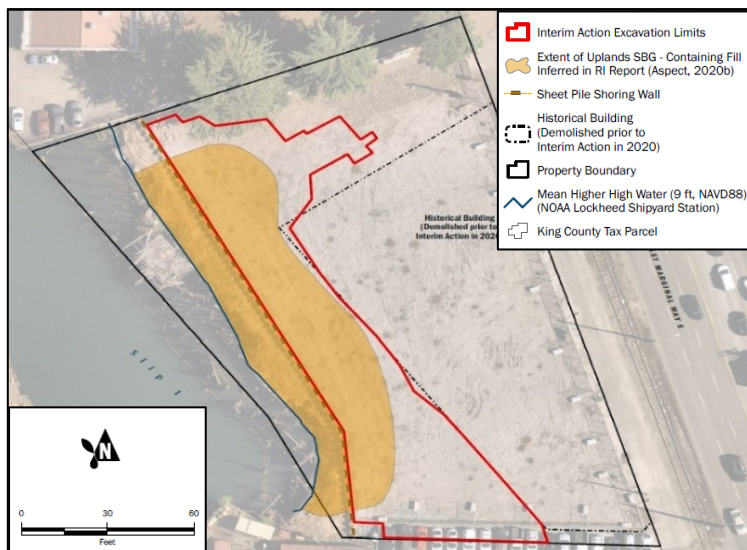 Interim Action Excavation Limits
Extent of Uplands SBG - Containing Fill
Inferred in RI Report (Aspect, 2020b)
Sheet Pile Shoring Wall
Historical Building
(Demolished prior to
Interim Action in 2020)
Property Boundary
Mean Higher High Water (9 ft, NAVD88)
(NOAA Lockheed Shipyard Station)
King County Tax Parcel
Historical Building
(Demolished prior to
Interim Action in 2020
ST MARGINAL WAY S
Slip 1
N
0 30 60
Feet